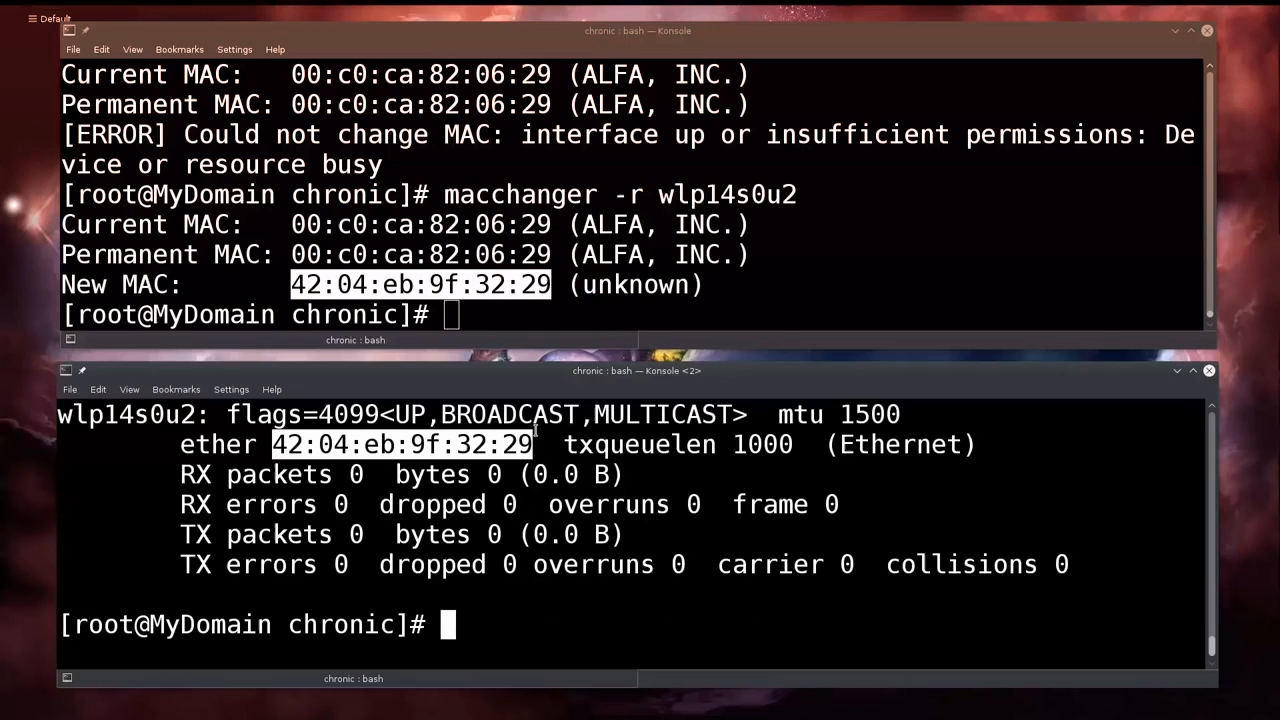 Default
chronic : bash — Konsole
File Edit View Bookmarks Settings Help
Current MAC:   00:c0:ca:82:06:29 (ALFA, INC.)
Permanent MAC: 00:c0:ca:82:06:29 (ALFA, INC.)
[ERROR] Could not change MAC: interface up or insufficient permissions: De
vice or resource busy
[root@MyDomain chronic]# macchanger -r wlp14s0u2
Current MAC:   00:c0:ca:82:06:29 (ALFA, INC.)
Permanent MAC: 00:c0:ca:82:06:29 (ALFA, INC.)
New MAC:       42:04:eb:9f:32:29 (unknown)
[root@MyDomain chronic]#
chronic : bash
chronic : bash — Konsole <2>
File Edit View Bookmarks Settings Help
wlp14s0u2: flags=4099<UP,BROADCAST,MULTICAST>  mtu 1500
        ether 42:04:eb:9f:32:29  txqueuelen 1000  (Ethernet)
        RX packets 0  bytes 0 (0.0 B)
        RX errors 0  dropped 0  overruns 0  frame 0
        TX packets 0  bytes 0 (0.0 B)
        TX errors 0  dropped 0 overruns 0  carrier 0  collisions 0
[root@MyDomain chronic]#
chronic : bash